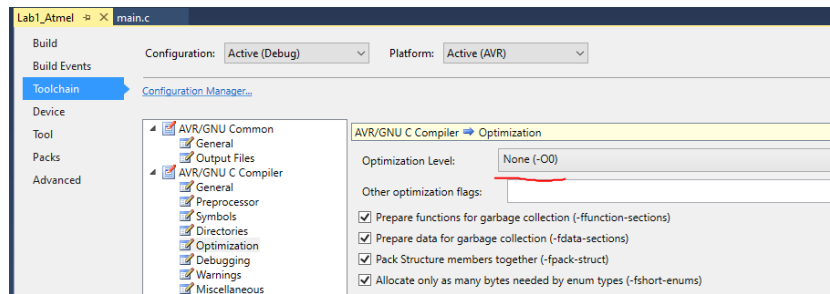 Lab1_Atmel main.c
Build
Build Events
Toolchain
Device
Tool
Packs
Advanced
Configuration: Active (Debug) Platform: Active (AVR)
Configuration Manager...
AVR/GNU Common
General
Output Files
AVR/GNU C Compiler
General
Preprocessor
Symbols
Directories
Optimization
Debugging
Warnings
Miscellaneous
AVR/GNU C Compiler Optimization
Optimization Level: None (-O0)
Other optimization flags:
Prepare functions for garbage collection (-ffunction-sections)
Prepare data for garbage collection (-fdata-sections)
Pack Structure members together (-fpack-struct)
Allocate only as many bytes needed by enum types (-fshort-enums)